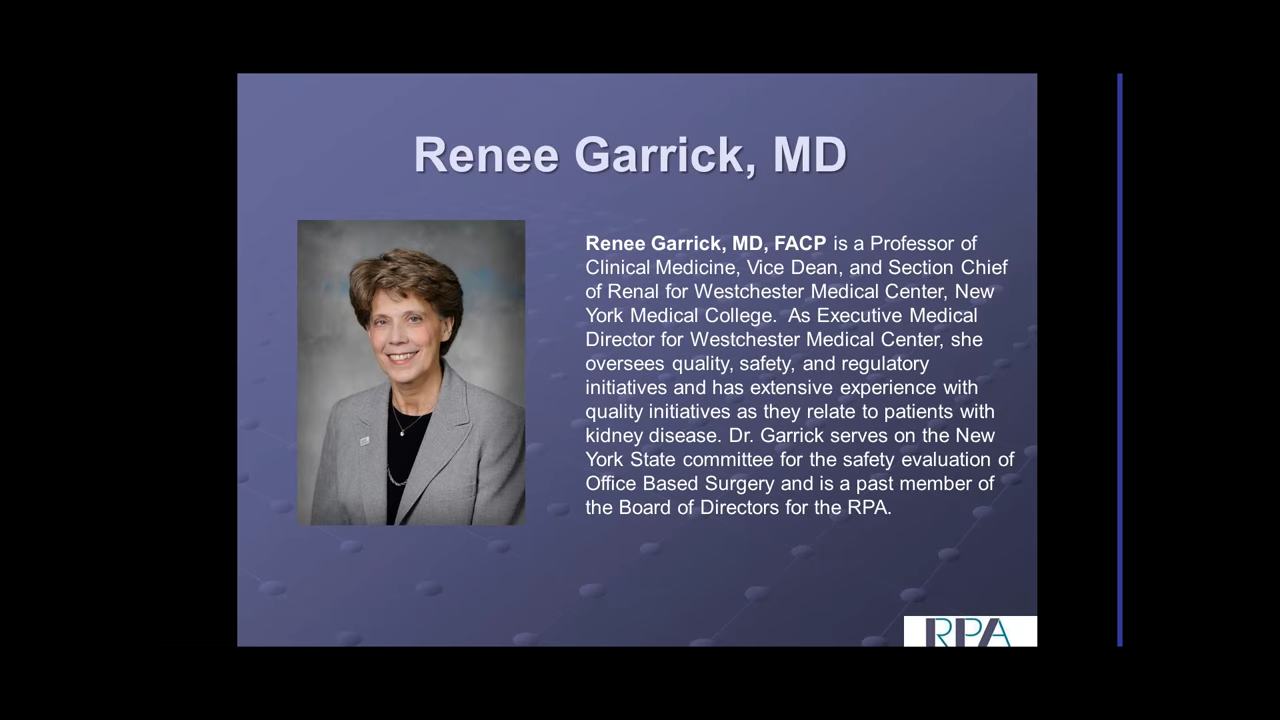 Renee Garrick, MD
Renee Garrick, MD, FACP is a Professor of
Clinical Medicine, Vice Dean, and Section Chief
of Renal for Westchester Medical Center, New
York Medical College.  As Executive Medical
Director for Westchester Medical Center, she
oversees quality, safety, and regulatory
initiatives and has extensive experience with
quality initiatives as they relate to patients with
kidney disease. Dr. Garrick serves on the New
York State committee for the safety evaluation of
Office Based Surgery and is a past member of
the Board of Directors for the RPA.
RPA